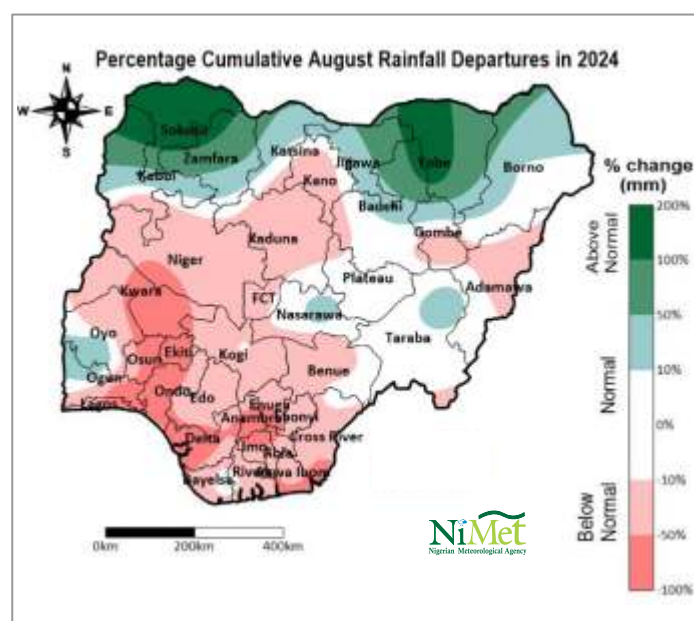 Percentage Cumulative August Rainfall Departures in 2024
N
W E
S
Sokoto
Zamfara
Kebbi
Katsina
Kano
Jigawa
Yobe
Borno
Bauchi
Gombe
Kaduna
Niger
Kwara
FCT
Plateau
Nasarawa
Adamawa
Taraba
Oyo
Osun
Ekiti
Kogi
Benue
Ogun
Lagos
Ondo
Edo
Enugu
Anambra
Ebonyi
Delta
Imo
Abia
Cross River
Bayelsa
Rivers
Akwa Ibom
% change
(mm)
Above
Normal
Normal
Below
Normal
200%
100%
50%
10%
0%
-10%
-50%
-100%
0km 200km 400km
NiMet
Nigerian Meteorological Agency